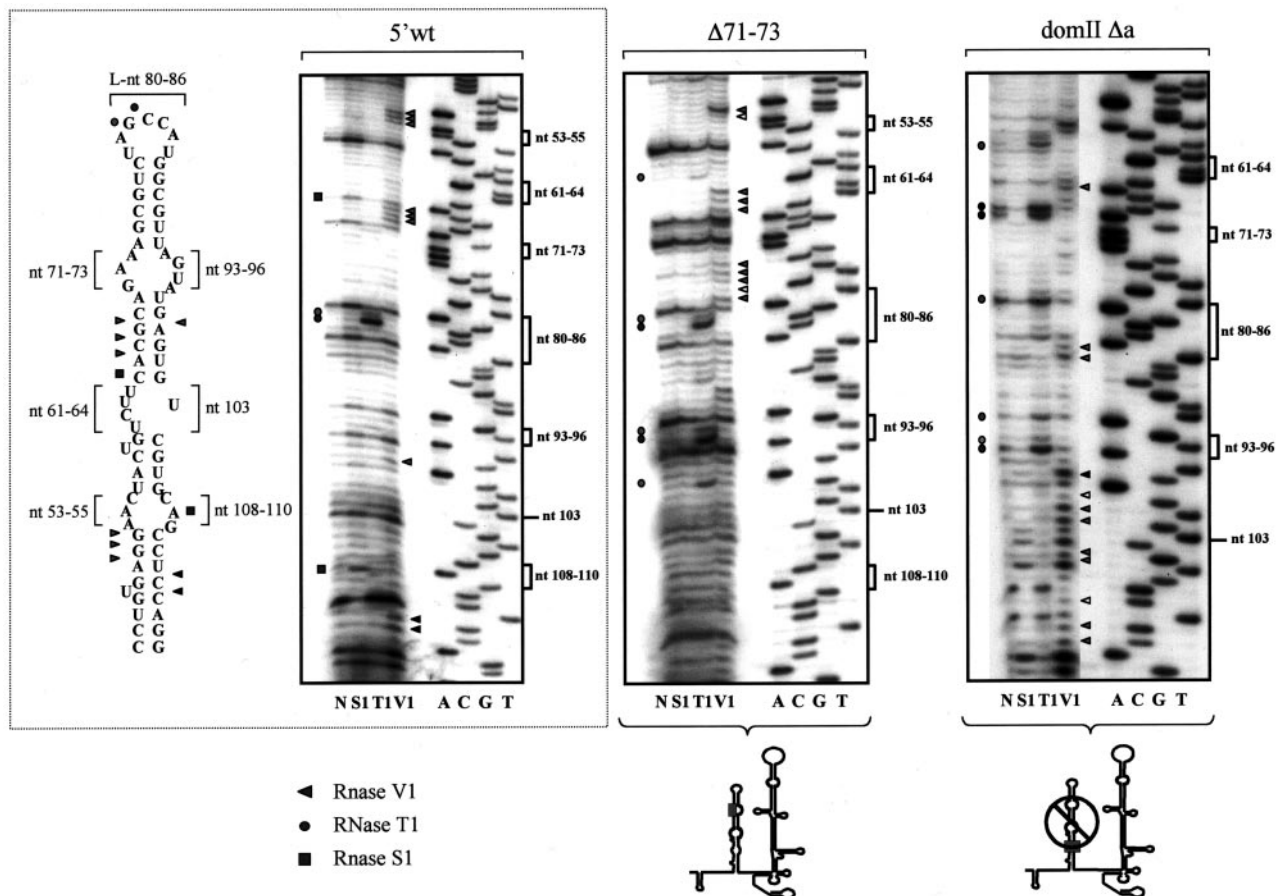 5'wt
Δ71-73
domII Δa
L-nt 80-86
G C C
A A
U U
C G
U G
G C
C G
G U
A U
A A
nt 71-73 A G nt 93-96
G U
A A
A U
C G
G A
C G
A U
C G
U
nt 61-64 U U nt 103
C
U
U G C
C G
A U
U G
C C
nt 53-55 A A nt 108-110
A G
G C
G C
A U
G C
U G C
U A
C G
C G
nt 53-55
nt 61-64
nt 71-73
nt 80-86
nt 93-96
nt 103
nt 108-110
nt 53-55
nt 61-64
nt 80-86
nt 93-96
nt 103
nt 108-110
nt 61-64
nt 71-73
nt 80-86
nt 93-96
nt 103
N S1 T1 V1 A C G T
N S1 T1 V1 A C G T
N S1 T1 V1 A C G T
Rnase V1
RNase T1
Rnase S1